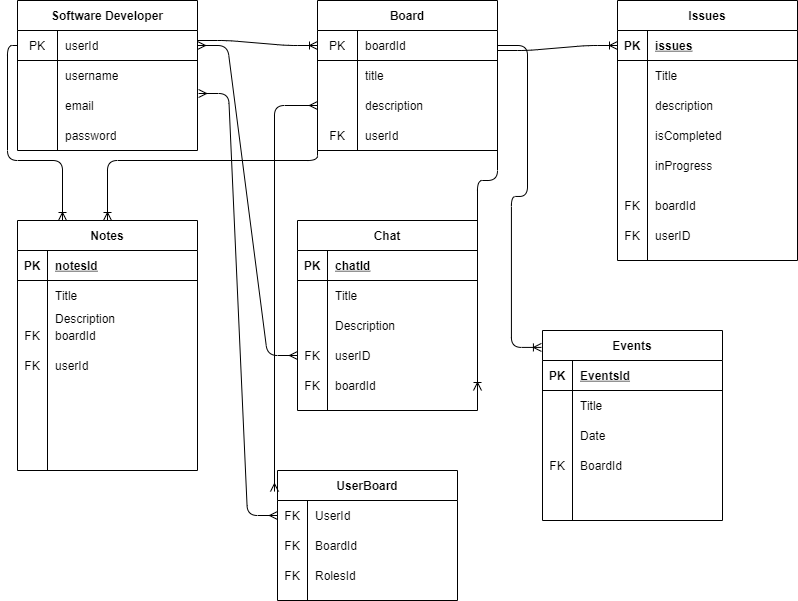 Software Developer
PK userId
username
email
password
Board
PK boardId
title
description
FK userId
Issues
PK issues
Title
description
isCompleted
inProgress
FK boardId
FK userID
Notes
PK notesId
Title
Description
FK boardId
FK userId
Chat
PK chatId
Title
Description
FK userID
FK boardId
Events
PK EventsId
Title
Date
FK BoardId
UserBoard
FK UserId
FK BoardId
FK RolesId